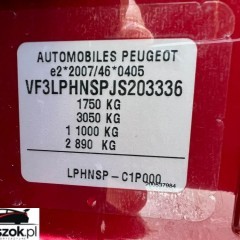 AUTOMOBILES PEUGEOT
e2*2007/46*0405
VF3LPHNSPJS203336
1750 KG
3050 KG
1 1000 KG
2 890 KG
LPHNSP-C1P000
szok.pl